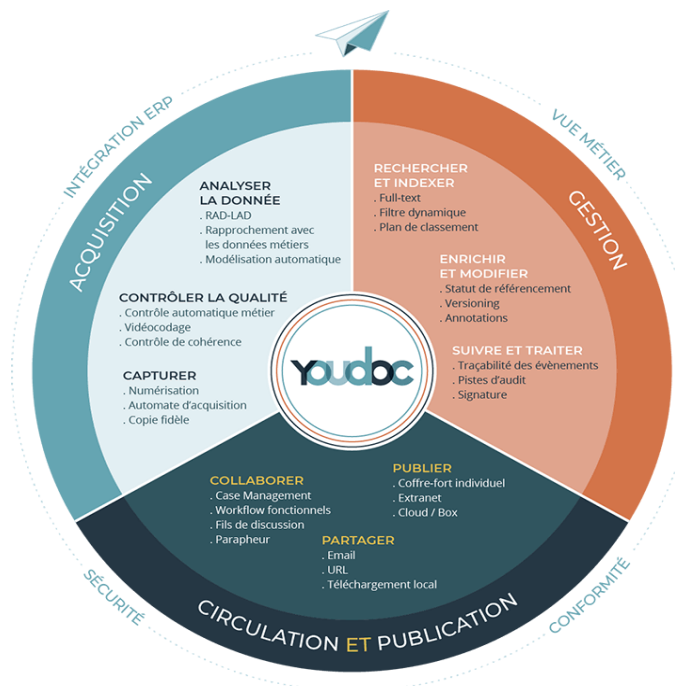 INTÉGRATION ERP
VUE MÉTIER
ACQUISITION
ANALYSER
LA DONNÉE
. RAD-LAD
. Rapprochement avec
les données métiers
. Modélisation automatique
CONTRÔLER LA QUALITÉ
. Contrôle automatique métier
. Vidéocodage
. Contrôle de cohérence
CAPTURER
. Numérisation
. Automate d'acquisition
. Copie fidèle
GESTION
RECHERCHER
ET INDEXER
. Full-text
. Filtre dynamique
. Plan de classement
ENRICHIR
ET MODIFIER
. Statut de référencement
. Versioning
. Annotations
SUIVRE ET TRAITER
. Traçabilité des évènements
. Pistes d'audit
. Signature
Youdoc
COLLABORER
. Case Management
. Workflow fonctionnels
. Fils de discussion
. Parapheur
PUBLIER
. Coffre-fort individuel
. Extranet
. Cloud / Box
PARTAGER
. Email
. URL
. Téléchargement local
CIRCULATION ET PUBLICATION
SÉCURITÉ
CONFORMITÉ